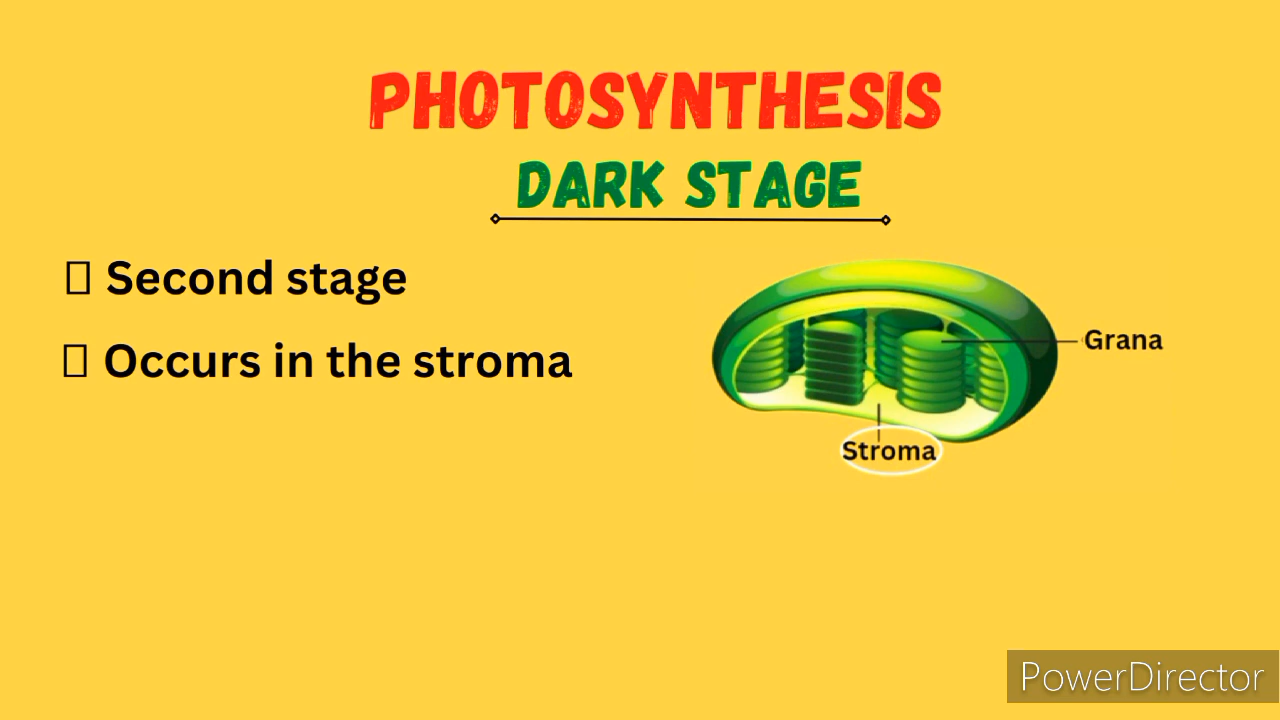 PHOTOSYNTHESIS
DARK STAGE
Second stage
Occurs in the stroma
Grana
Stroma
PowerDirector